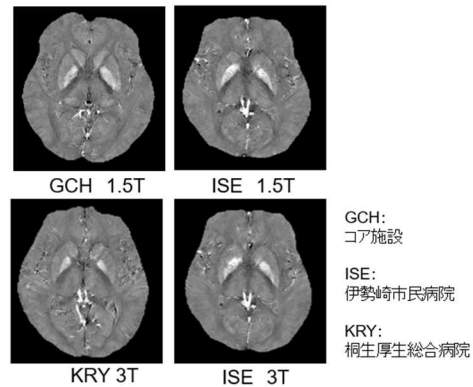 GCH 1.5T
ISE 1.5T
KRY 3T
ISE 3T
GCH:
コア施設
ISE:
伊勢崎市民病院
KRY:
桐生厚生総合病院